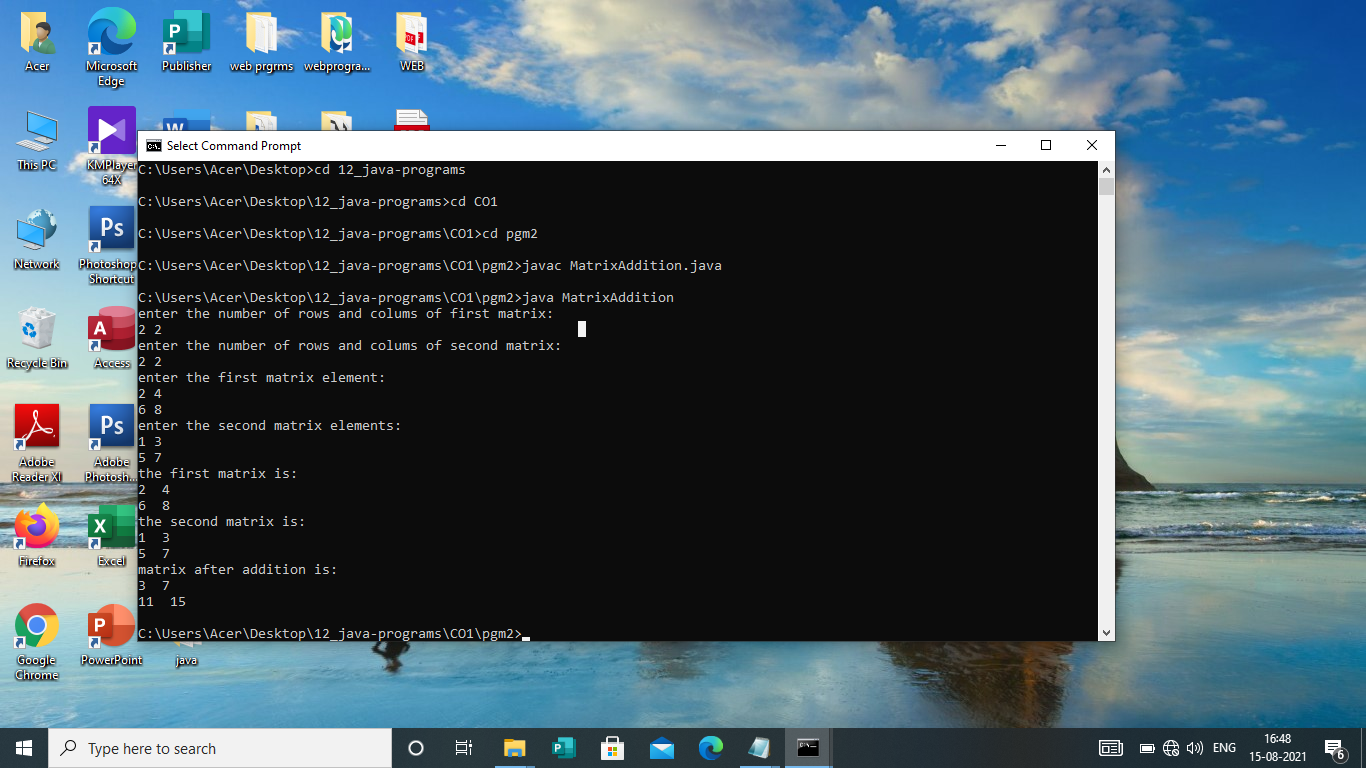 Acer
Microsoft Edge
Publisher
web prgrms
webprogra...
WEB
This PC
KMPlayer 64X
Select Command Prompt
C:\Users\Acer\Desktop>cd 12_java-programs
C:\Users\Acer\Desktop\12_java-programs>cd CO1
C:\Users\Acer\Desktop\12_java-programs\CO1>cd pgm2
C:\Users\Acer\Desktop\12_java-programs\CO1\pgm2>javac MatrixAddition.java
C:\Users\Acer\Desktop\12_java-programs\CO1\pgm2>java MatrixAddition
enter the number of rows and colums of first matrix:
2 2
enter the number of rows and colums of second matrix:
2 2
enter the first matrix element:
2 4
6 8
enter the second matrix elements:
1 3
5 7
the first matrix is:
2  4
6  8
the second matrix is:
1  3
5  7
matrix after addition is:
3  7
11  15
C:\Users\Acer\Desktop\12_java-programs\CO1\pgm2>
Network
Photoshop Shortcut
Recycle Bin
Access
Adobe Reader XI
Adobe Photosh...
Firefox
Excel
Google Chrome
PowerPoint
java
Type here to search
ENG
16:48
15-08-2021
6